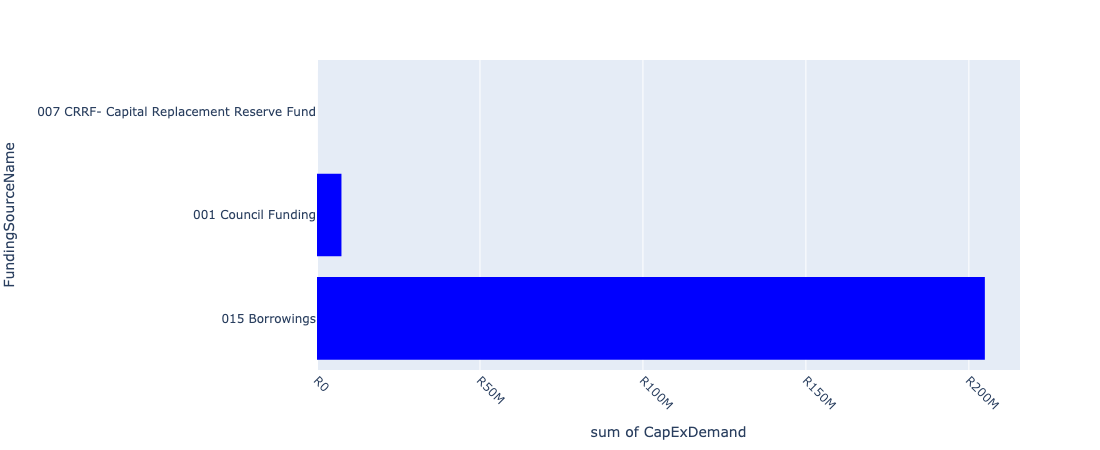 FundingSourceName
007 CRRF- Capital Replacement Reserve Fund
001 Council Funding
015 Borrowings
R0
R50M
R100M
R150M
R200M
sum of CapExDemand